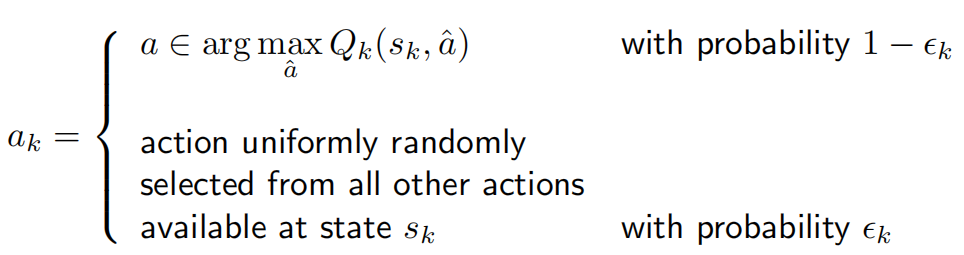 a_k = { a ∈ arg max_â Q_k(s_k, â) with probability 1 − ϵ_k
action uniformly randomly
selected from all other actions
available at state s_k with probability ϵ_k